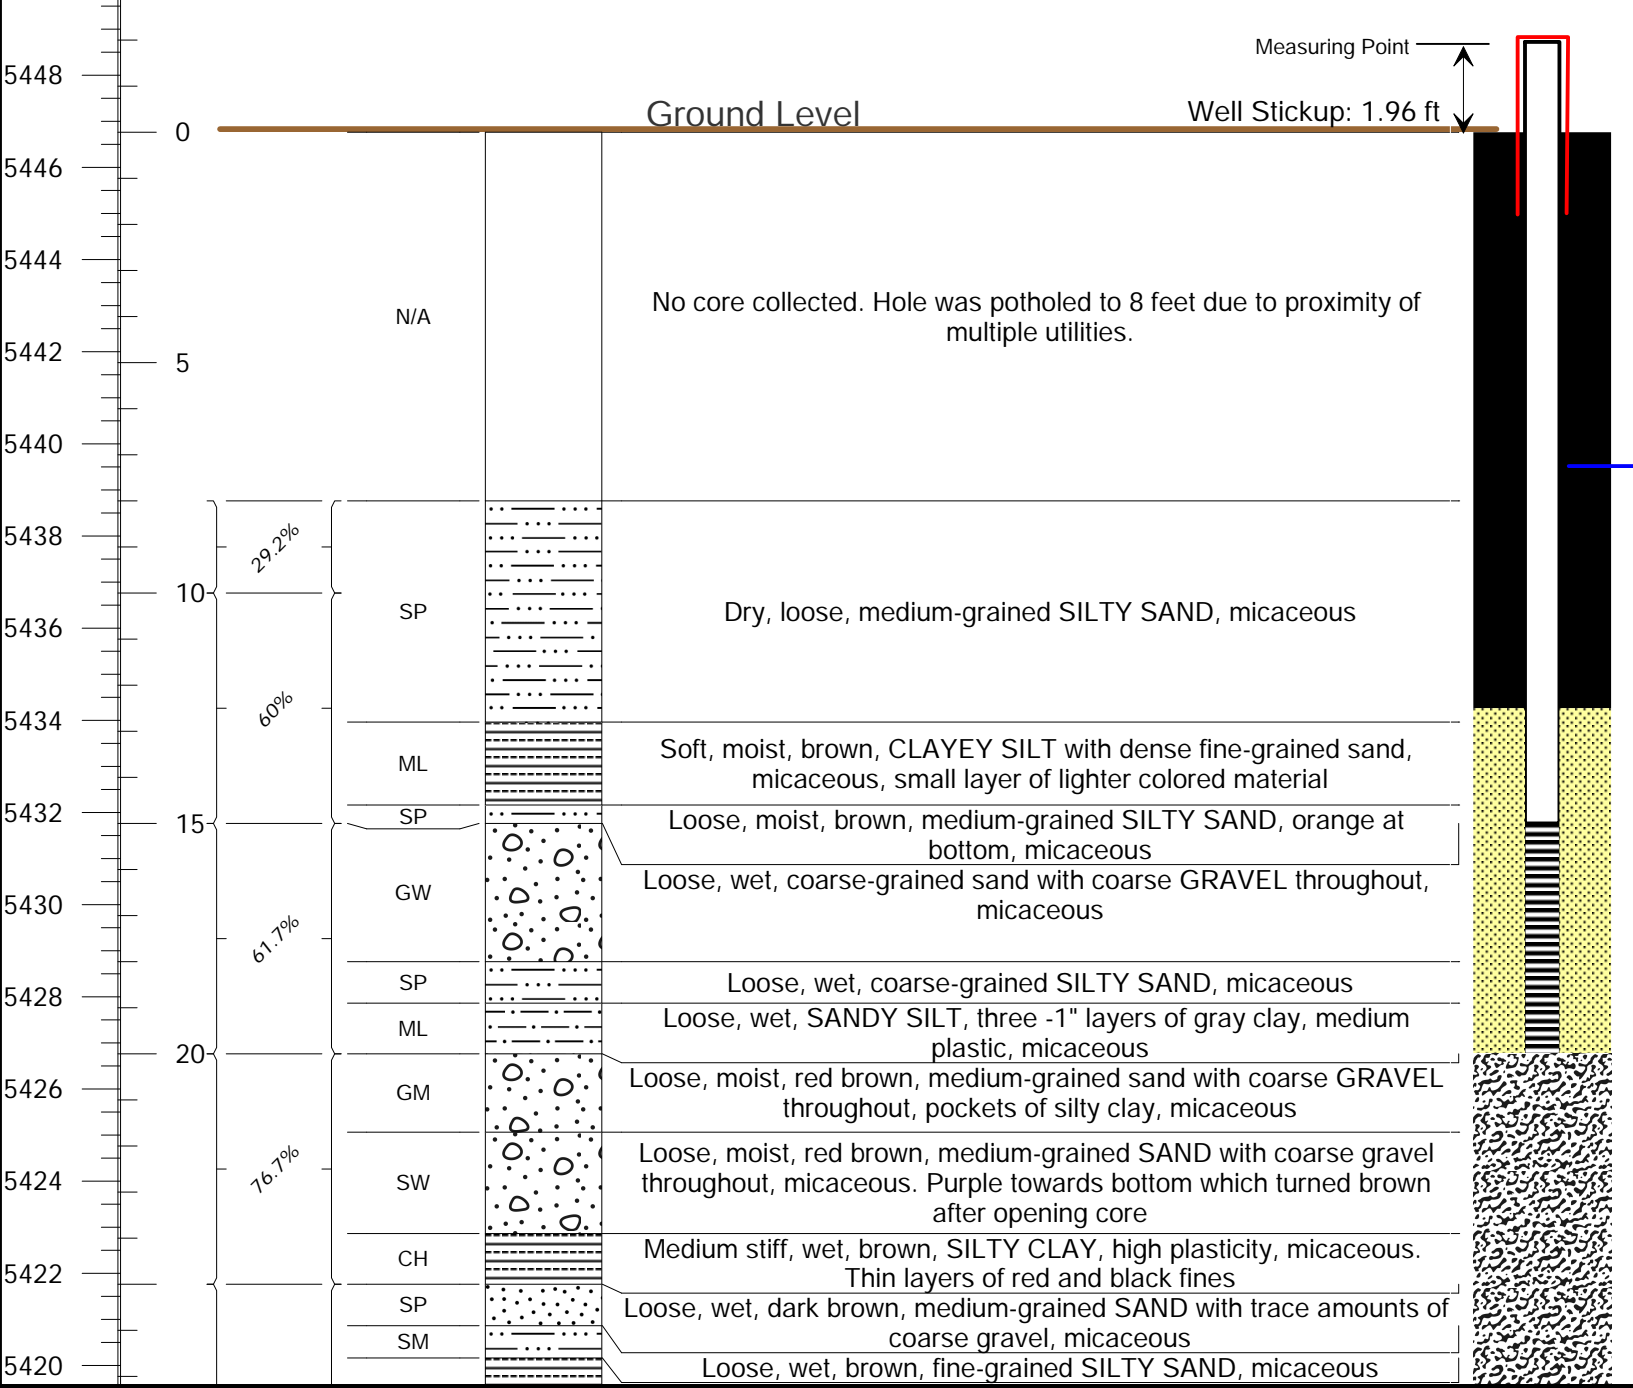 Measuring Point
5448
Ground Level
Well Stickup: 1.96 ft
0
5446
5444
No core collected. Hole was potholed to 8 feet due to proximity of
multiple utilities.
N/A
5442
5
5440
5438
29.2%
10
SP
Dry, loose, medium-grained SILTY SAND, micaceous
5436
60%
5434
ML
Soft, moist, brown, CLAYEY SILT with dense fine-grained sand,
micaceous, small layer of lighter colored material
5432
SP
15
Loose, moist, brown, medium-grained SILTY SAND, orange at
bottom, micaceous
GW
Loose, wet, coarse-grained sand with coarse GRAVEL throughout,
micaceous
5430
61.7%
SP
Loose, wet, coarse-grained SILTY SAND, micaceous
5428
ML
Loose, wet, SANDY SILT, three -1" layers of gray clay, medium
plastic, micaceous
20
5426
GM
Loose, moist, red brown, medium-grained sand with coarse GRAVEL
throughout, pockets of silty clay, micaceous
76.7%
5424
SW
Loose, moist, red brown, medium-grained SAND with coarse gravel
throughout, micaceous. Purple towards bottom which turned brown
after opening core
5422
CH
Medium stiff, wet, brown, SILTY CLAY, high plasticity, micaceous.
Thin layers of red and black fines
SP
Loose, wet, dark brown, medium-grained SAND with trace amounts of
coarse gravel, micaceous
SM
5420
Loose, wet, brown, fine-grained SILTY SAND, micaceous